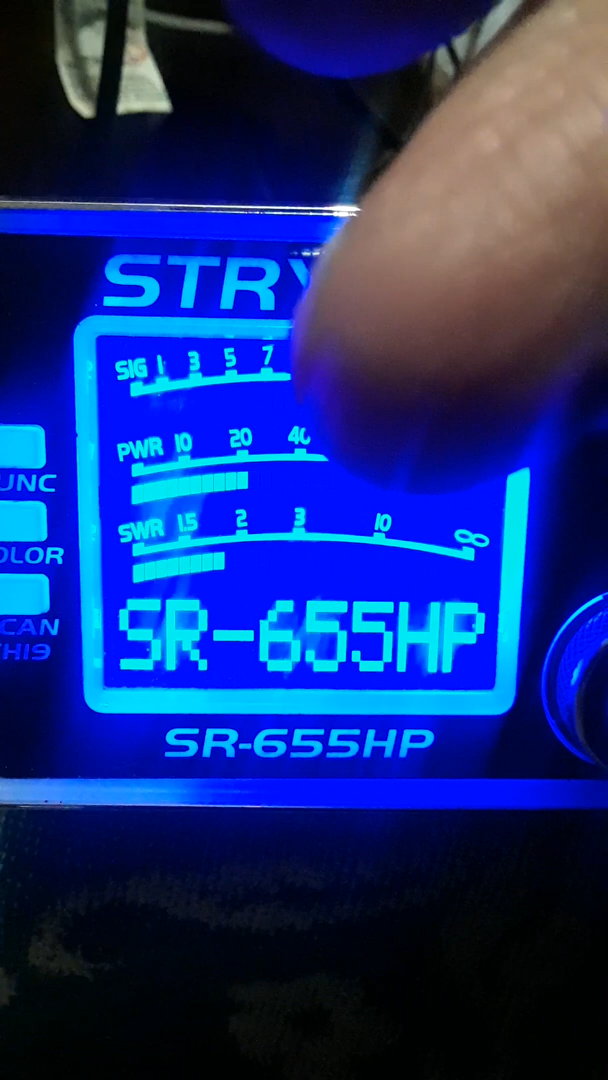 STRY
SIG 1 3 5 7
PWR 10 20 40
SWR 1.5 2 3 10 ∞
UNC
OLOR
CAN
CH19
SR-655HP
SR-655HP